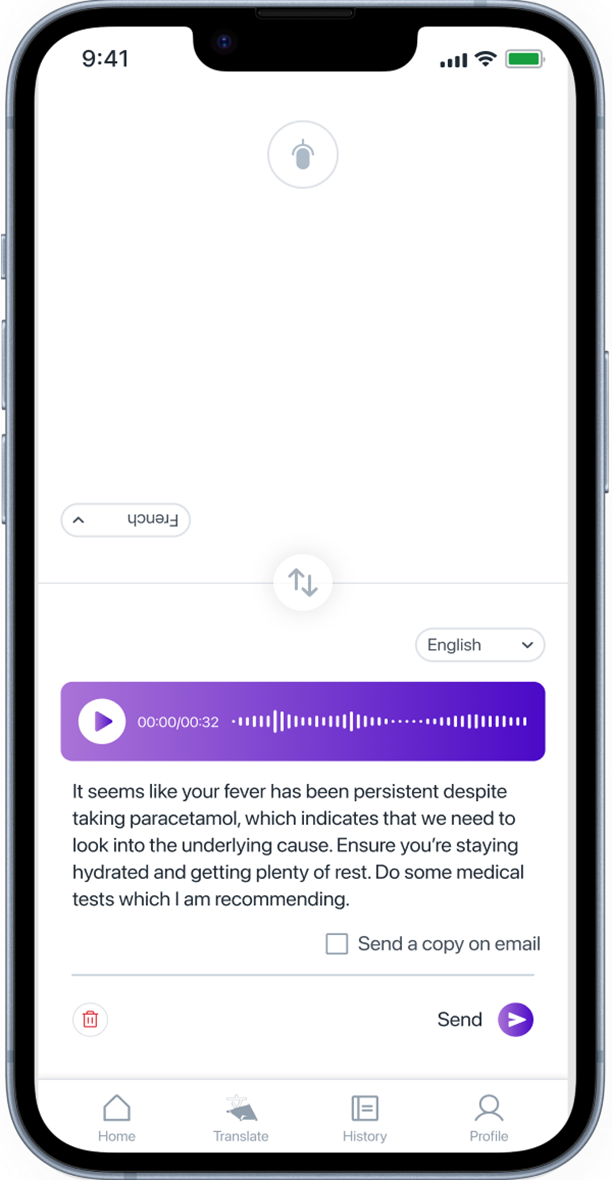 9:41
French
English
00:00/00:32
It seems like your fever has been persistent despite
taking paracetamol, which indicates that we need to
look into the underlying cause. Ensure you’re staying
hydrated and getting plenty of rest. Do some medical
tests which I am recommending.
Send a copy on email
Send
Home
Translate
History
Profile